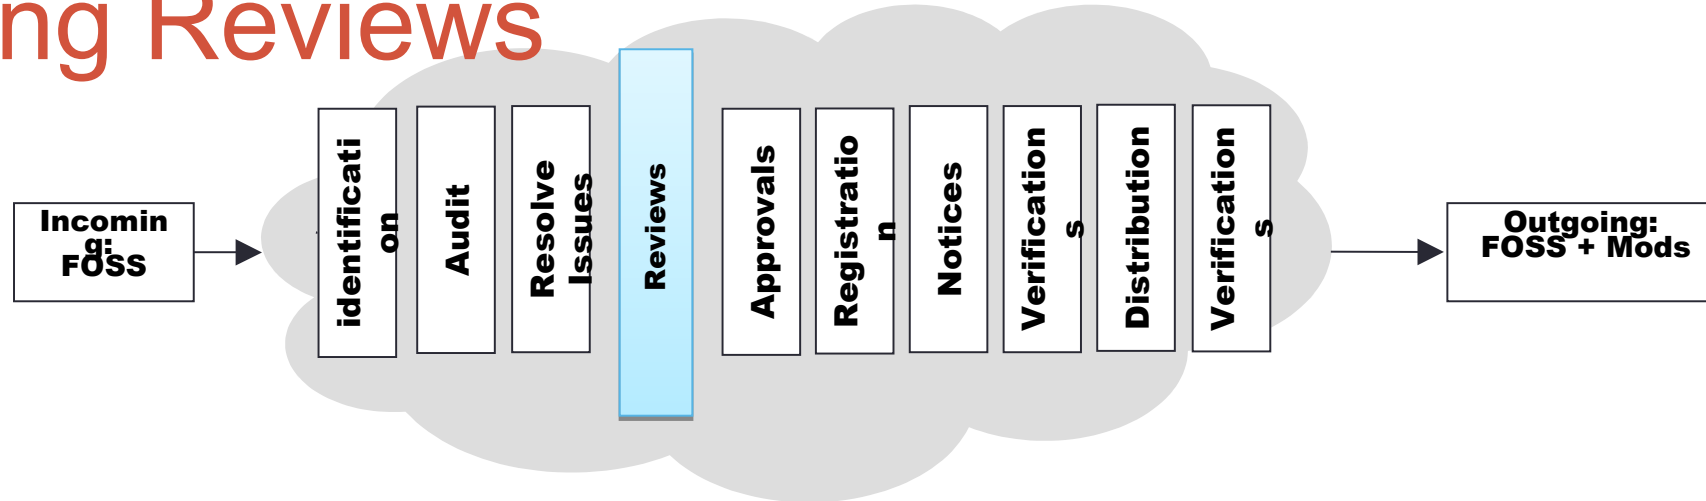 ng Reviews
Incomin
g:
FOSS
identificati
on
Audit
Resolve
Issues
Reviews
Approvals
Registratio
n
Notices
Verification
s
Distribution
Verification
s
Outgoing:
FOSS + Mods